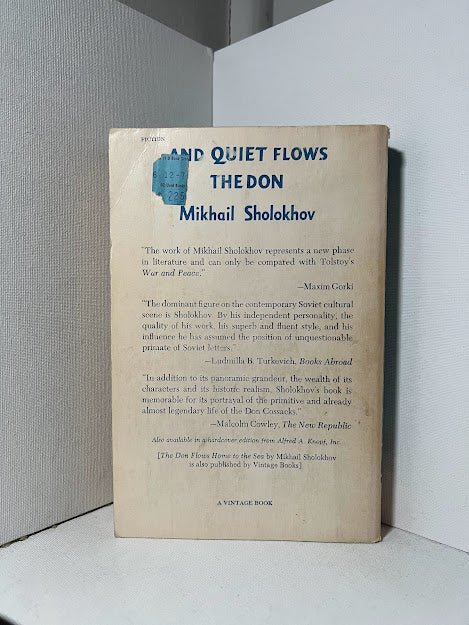 FICTION
AND QUIET FLOWS
THE DON
6 12-7
225
Mikhail Sholokhov
"The work of Mikhail Sholokhov represents a new phase
in literature and can only be compared with Tolstoy's
War and Peace."
—Maxim Gorki
"The dominant figure on the contemporary Soviet cultural
scene is Sholokhov. By his independent personality, the
quality of his work, his superb and fluent style, and his
influence he has assumed the position of unquestionable
primate of Soviet letters."
—Ludmilla B. Turkevich, Books Abroad
"In addition to its panoramic grandeur, the wealth of its
characters and its historic realism, Sholokhov's book is
memorable for its portrayal of the primitive and already
almost legendary life of the Don Cossacks."
—Malcolm Cowley, The New Republic
Also available in a hardcover edition from Alfred A. Knopf, Inc.
[The Don Flows Home to the Sea by Mikhail Sholokhov
is also published by Vintage Books]
A VINTAGE BOOK